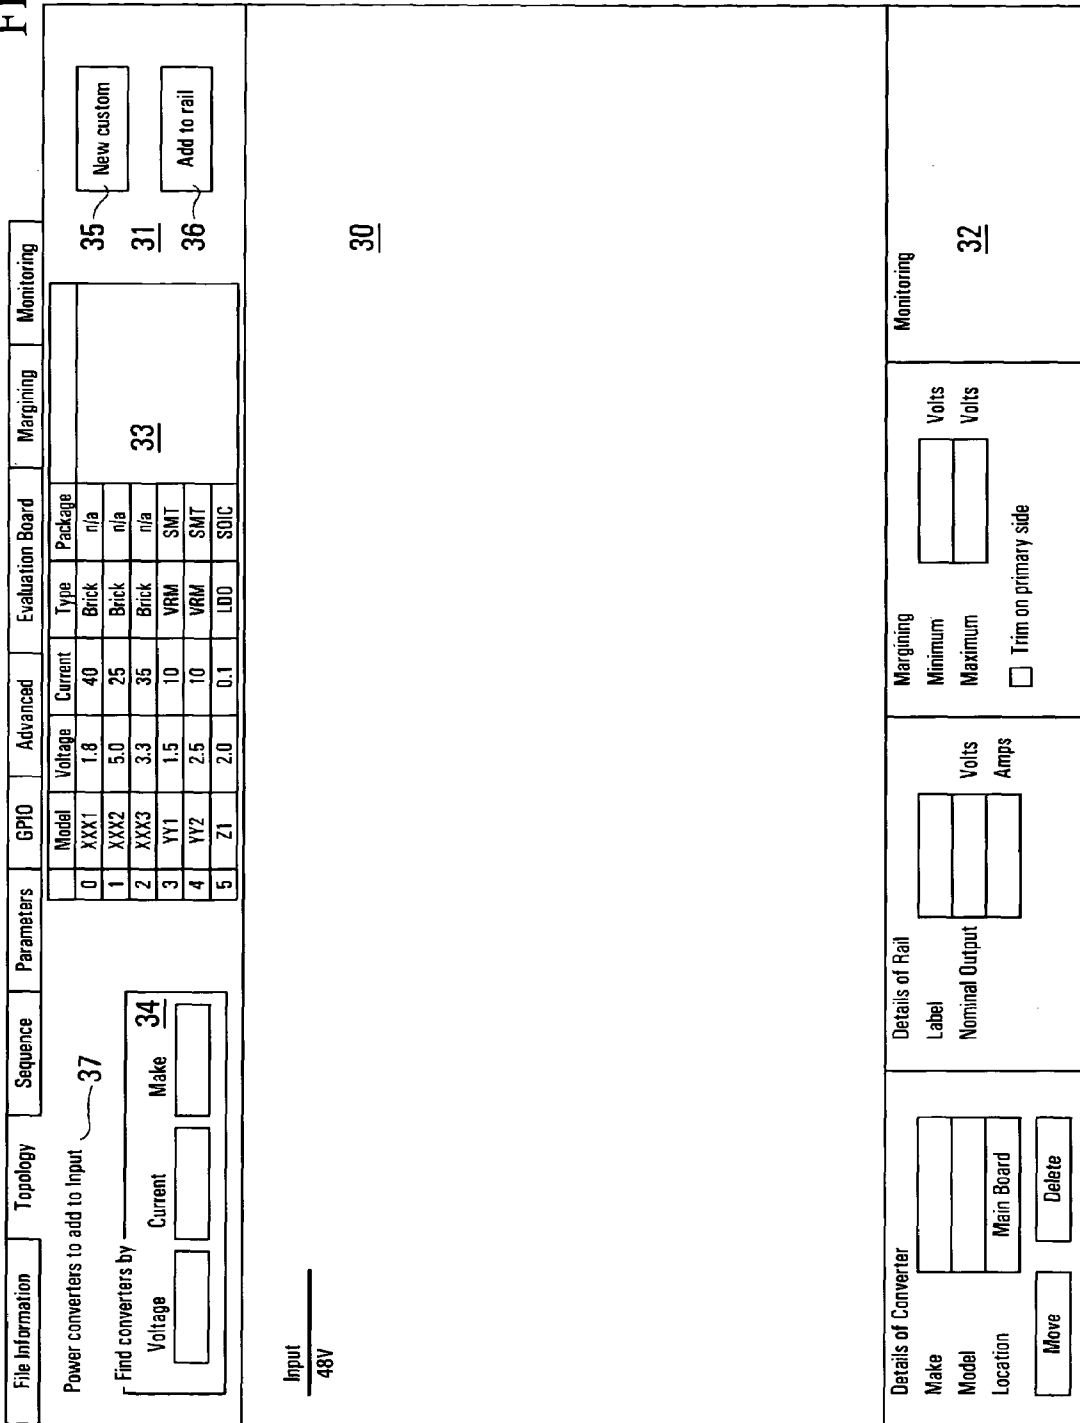 FI
File Information Topology Sequence Parameters GPIO Advanced Evaluation Board Margining Monitoring
Power converters to add to Input 37
Find converters by
Voltage Current Make 34
Model Voltage Current Type Package
0 XXX1 1.8 40 Brick n/a
1 XXX2 5.0 25 Brick n/a
2 XXX3 3.3 35 Brick n/a
3 YY1 1.5 10 VRM SMT
4 YY2 2.5 10 VRM SMT
5 Z1 2.0 0.1 LDO SOIC
33
35 New custom
31
36 Add to rail
Input
48V
30
Details of Converter
Make
Model
Location Main Board
Move Delete
Details of Rail
Label
Nominal Output Volts
Amps
Margining
Minimum Volts
Maximum Volts
Trim on primary side
Monitoring
32